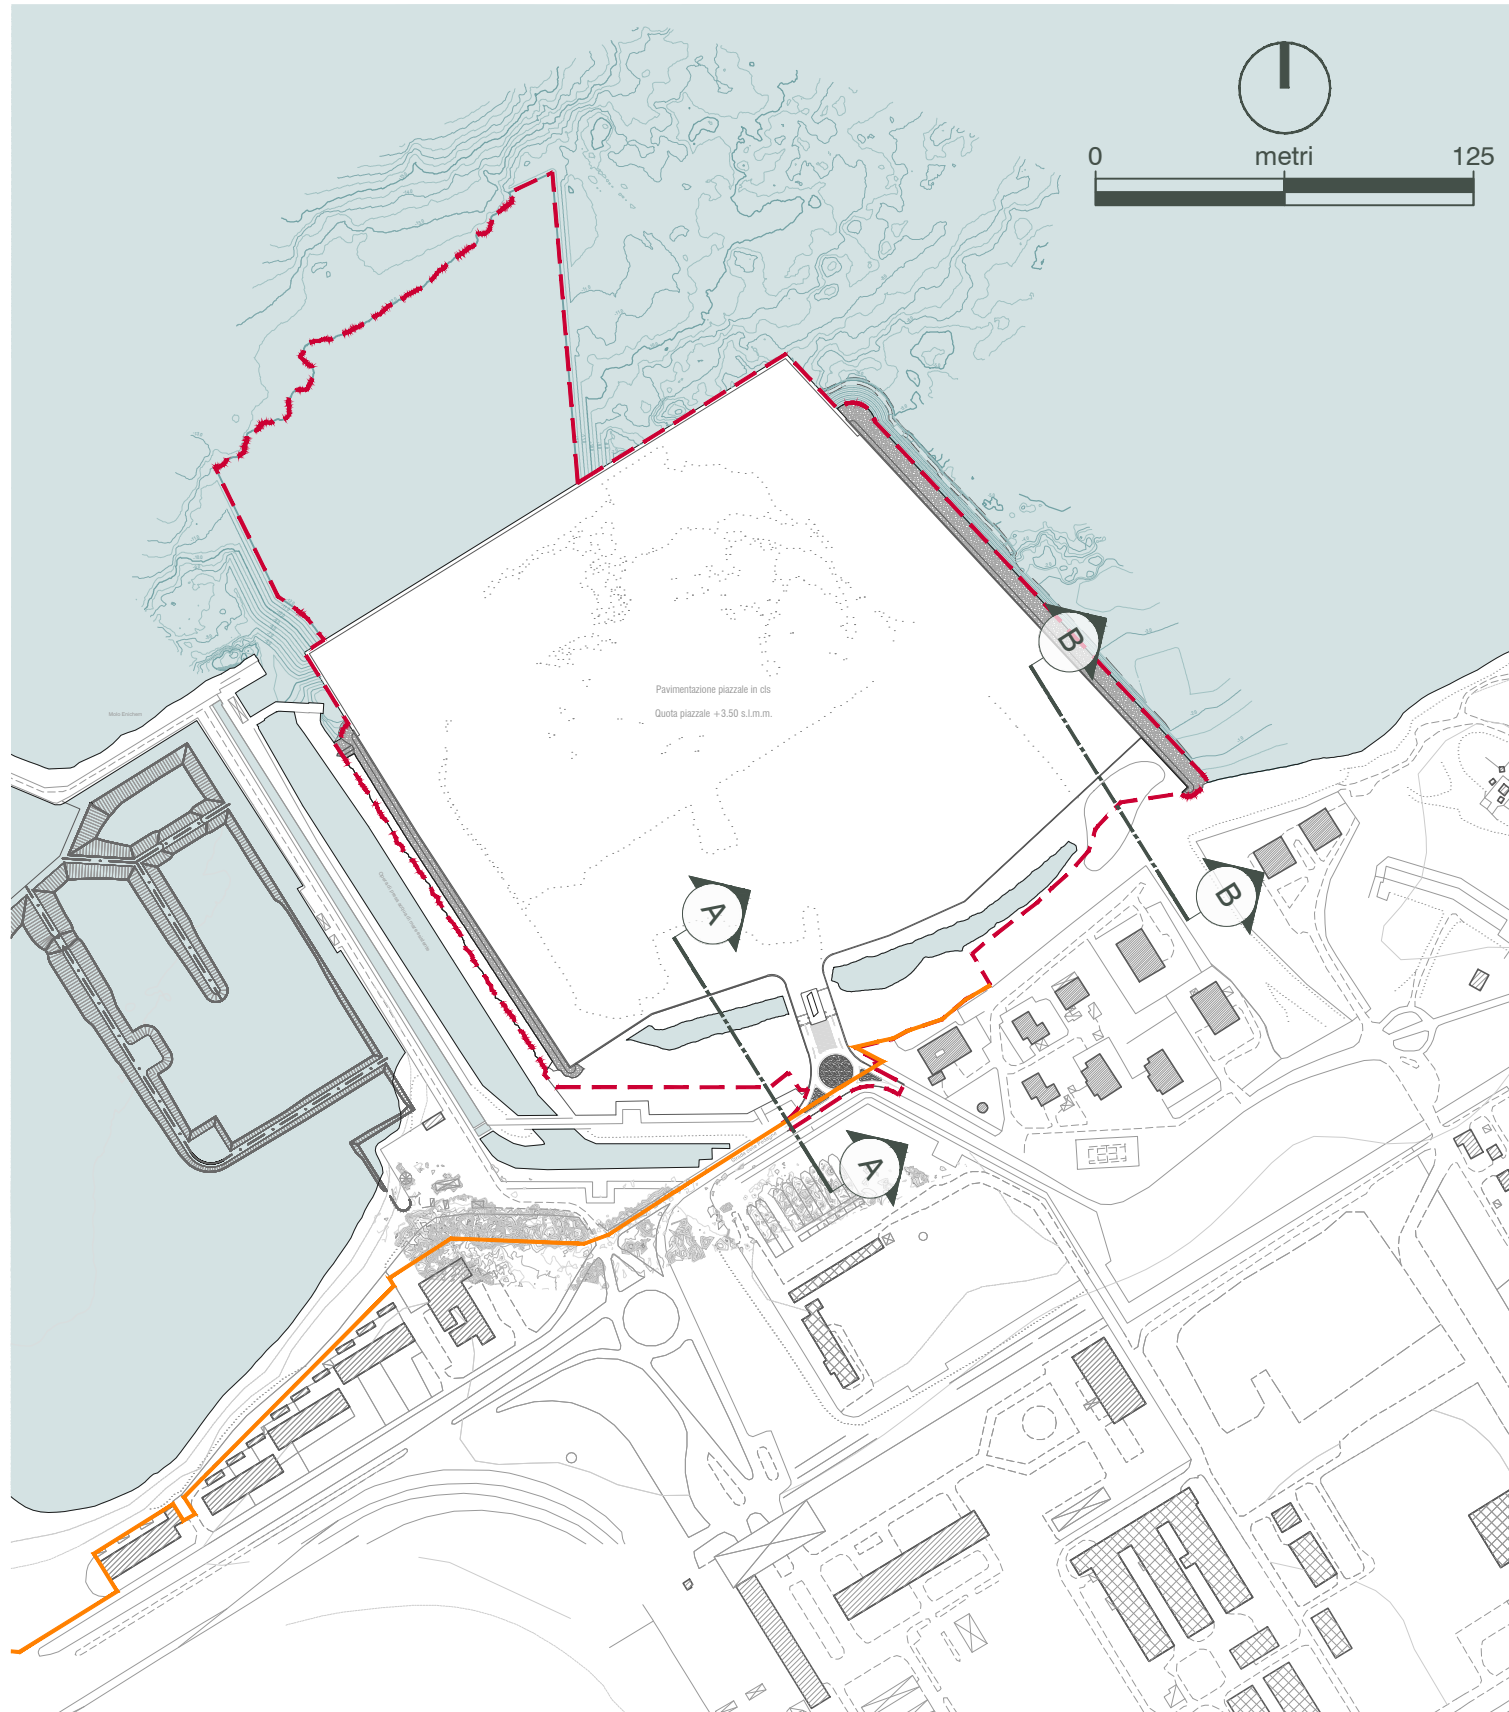 0 metri 125
Pavimentazione piazzale in cls
Quota piazzale +3.50 s.l.m.m.
B
B
A
A